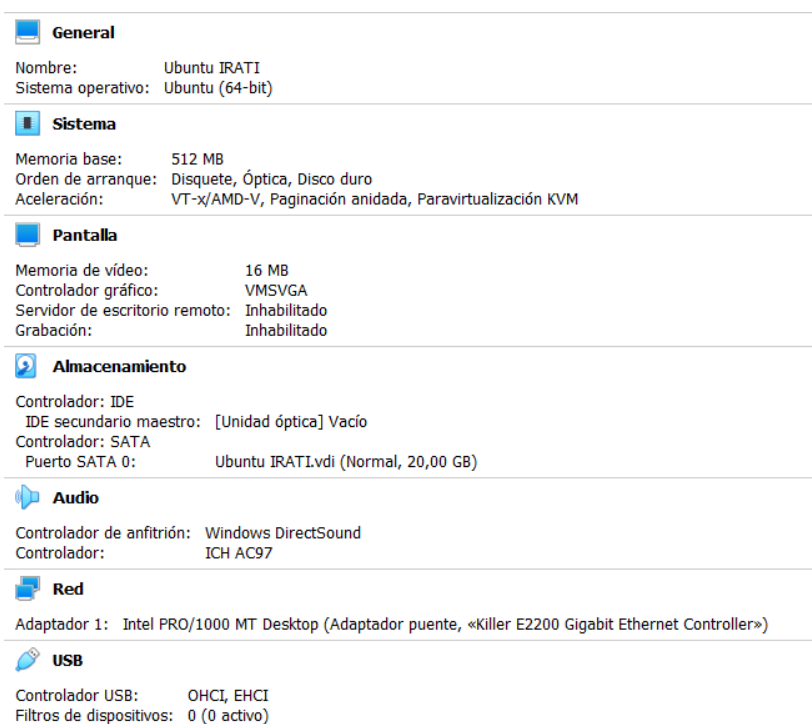 General
Nombre: Ubuntu IRATI
Sistema operativo: Ubuntu (64-bit)
Sistema
Memoria base: 512 MB
Orden de arranque: Disquete, Óptica, Disco duro
Aceleración: VT-x/AMD-V, Paginación anidada, Paravirtualización KVM
Pantalla
Memoria de vídeo: 16 MB
Controlador gráfico: VMSVGA
Servidor de escritorio remoto: Inhabilitado
Grabación: Inhabilitado
Almacenamiento
Controlador: IDE
IDE secundario maestro: [Unidad óptica] Vacío
Controlador: SATA
Puerto SATA 0: Ubuntu IRATI.vdi (Normal, 20,00 GB)
Audio
Controlador de anfitrión: Windows DirectSound
Controlador: ICH AC97
Red
Adaptador 1: Intel PRO/1000 MT Desktop (Adaptador puente, «Killer E2200 Gigabit Ethernet Controller»)
USB
Controlador USB: OHCI, EHCI
Filtros de dispositivos: 0 (0 activo)